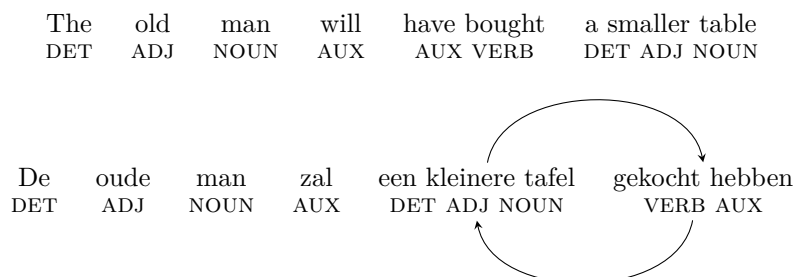 The old man will have bought a smaller table
DET ADJ NOUN AUX AUX VERB DET ADJ NOUN
De oude man zal een kleinere tafel gekocht hebben
DET ADJ NOUN AUX DET ADJ NOUN VERB AUX